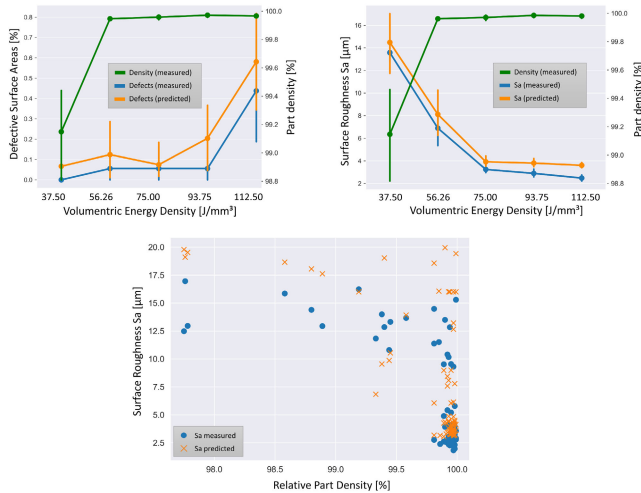 Defective Surface Areas [%]
0.8
0.7
0.6
0.5
0.4
0.3
0.2
0.1
0.0
Density (measured)
Defects (measured)
Defects (predicted)
100.0
99.8
99.6
99.4
99.2
99.0
98.8
Part density [%]
37.50 56.26 75.00 93.75 112.50
Volumentric Energy Density [J/mm³]
Surface Roughness Sa [µm]
16
14
12
10
8
6
4
2
Density (measured)
Sa (measured)
Sa (predicted)
100.0
99.8
99.6
99.4
99.2
99.0
98.8
Part density [%]
37.50 56.26 75.00 93.75 112.50
Volumentric Energy Density [J/mm³]
Surface Roughness Sa [µm]
20.0
17.5
15.0
12.5
10.0
7.5
5.0
2.5
Sa measured
Sa predicted
98.0 98.5 99.0 99.5 100.0
Relative Part Density [%]